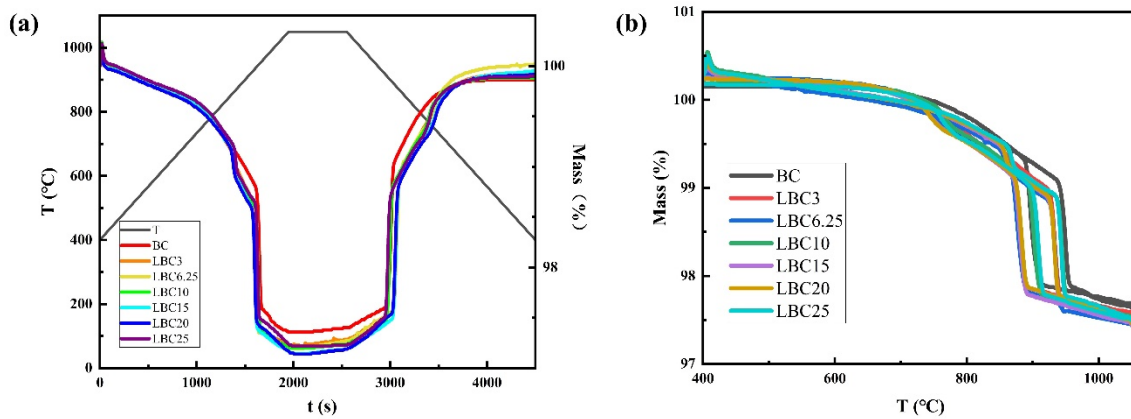 (a)
1000
800
600
400
200
0
T (°C)
T
BC
LBC3
LBC6.25
LBC10
LBC15
LBC20
LBC25
0
1000
2000
3000
4000
t (s)
100
98
Mass (%)
(b)
101
100
99
98
97
Mass (%)
BC
LBC3
LBC6.25
LBC10
LBC15
LBC20
LBC25
400
600
800
1000
T (°C)